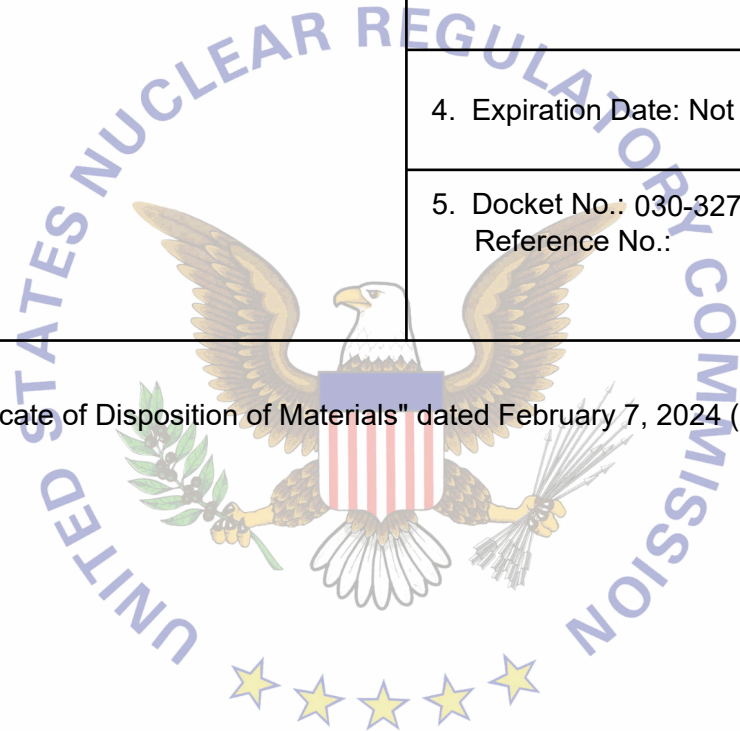 UNITED STATES NUCLEAR REGULATORY COMMISSION
4. Expiration Date: Not
5. Docket No.: 030-327
Reference No.:
cate of Disposition of Materials" dated February 7, 2024 (